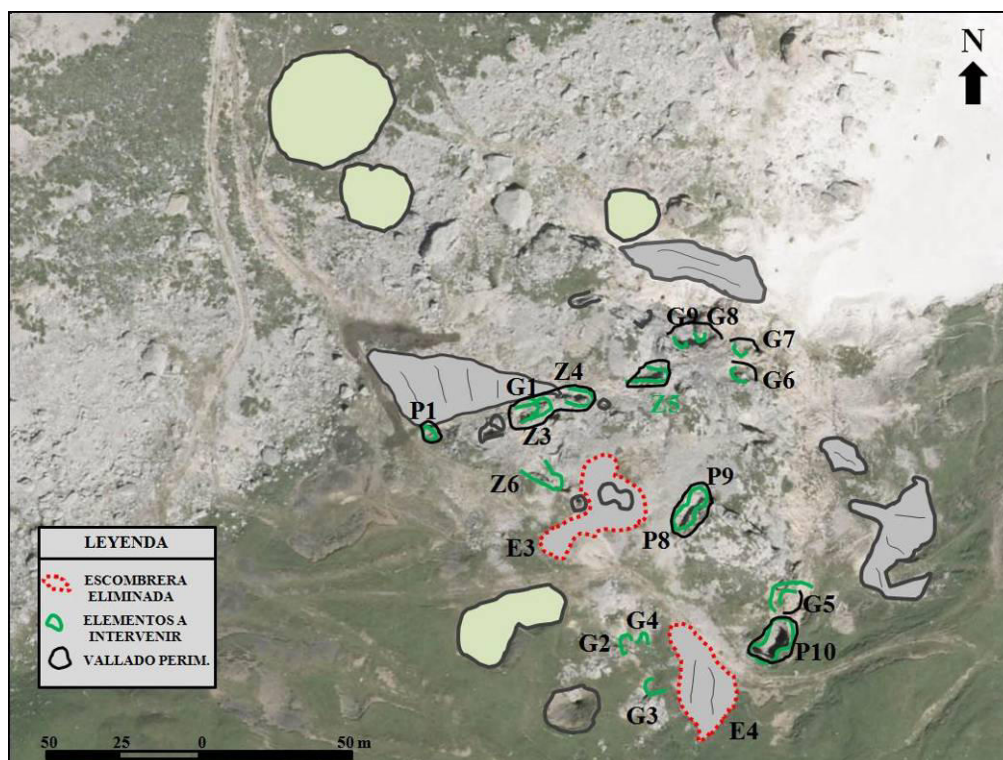 N
G9 G8
G7
G6
Z4
G1
Z5
P1
Z3
Z6
P9
P8
E3
G5
G4
G2
P10
G3
E4
LEYENDA
ESCOMBRERA
ELIMINADA
ELEMENTOS A
INTERVENIR
VALLADO PERIM.
50 25 0 50 m